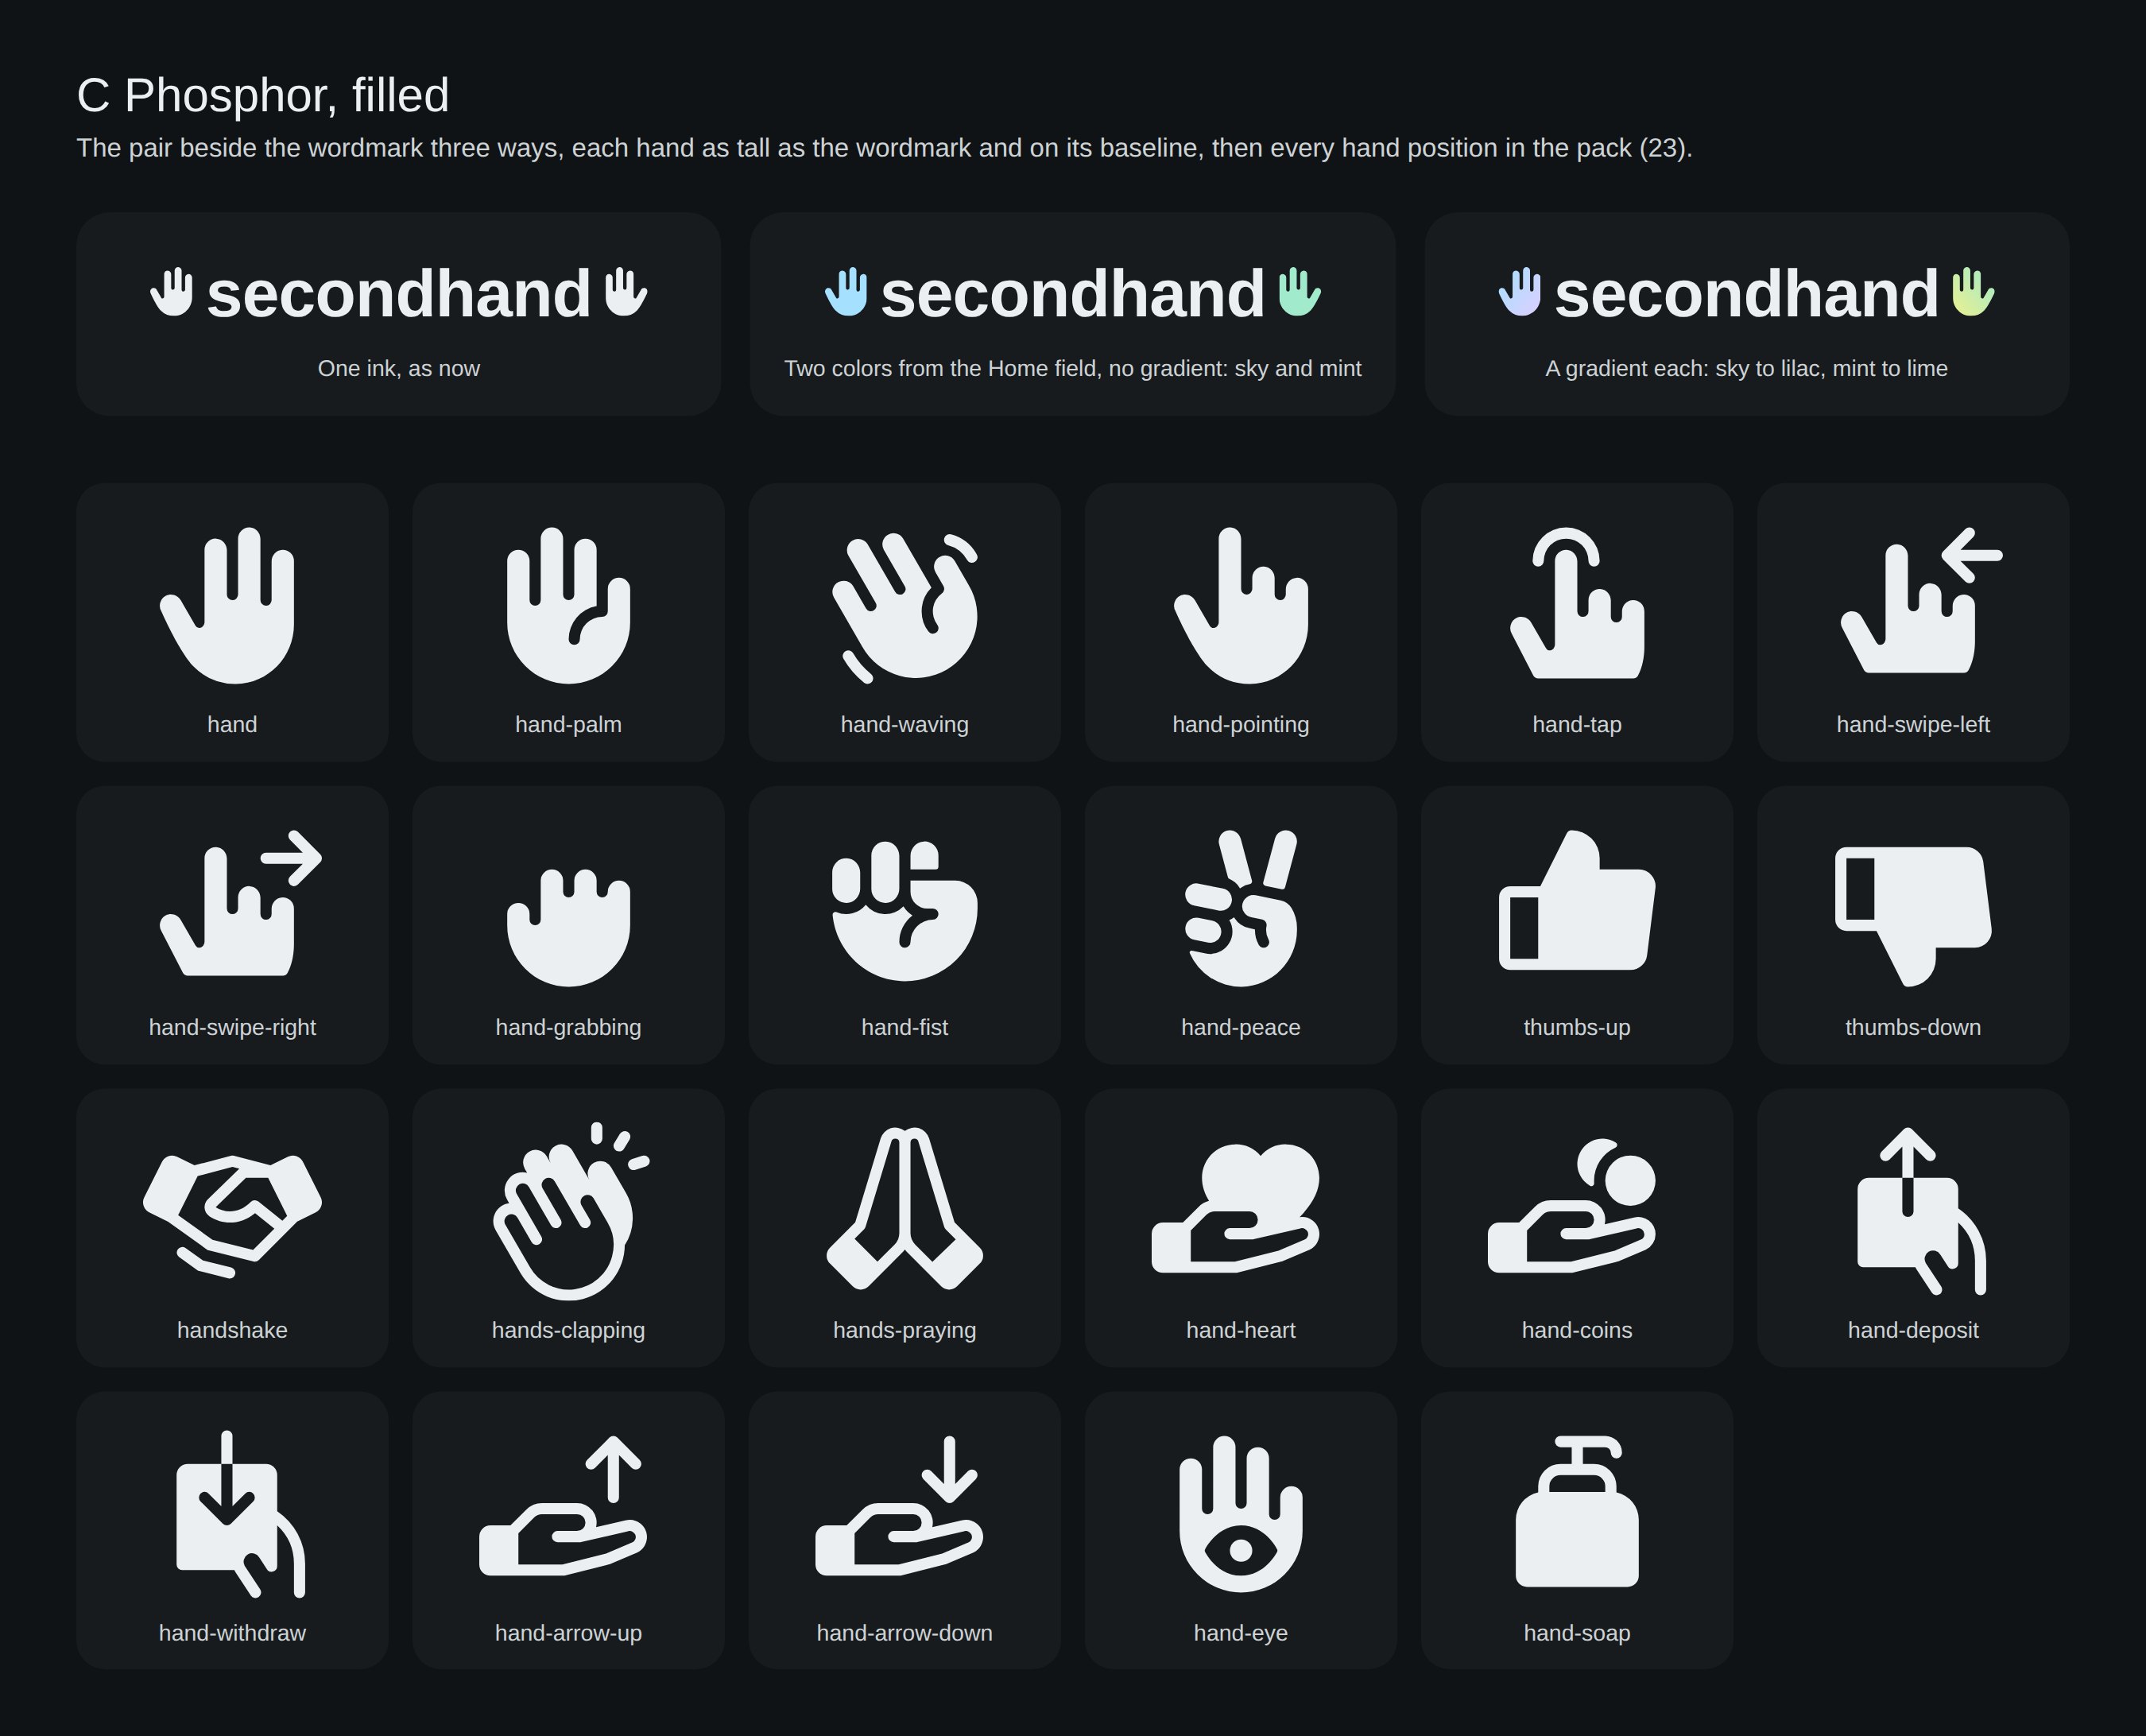 C Phosphor, filled
The pair beside the wordmark three ways, each hand as tall as the wordmark and on its baseline, then every hand position in the pack (23).
secondhand
One ink, as now
secondhand
Two colors from the Home field, no gradient: sky and mint
secondhand
A gradient each: sky to lilac, mint to lime
hand
hand-palm
hand-waving
hand-pointing
hand-tap
hand-swipe-left
hand-swipe-right
hand-grabbing
hand-fist
hand-peace
thumbs-up
thumbs-down
handshake
hands-clapping
hands-praying
hand-heart
hand-coins
hand-deposit
hand-withdraw
hand-arrow-up
hand-arrow-down
hand-eye
hand-soap